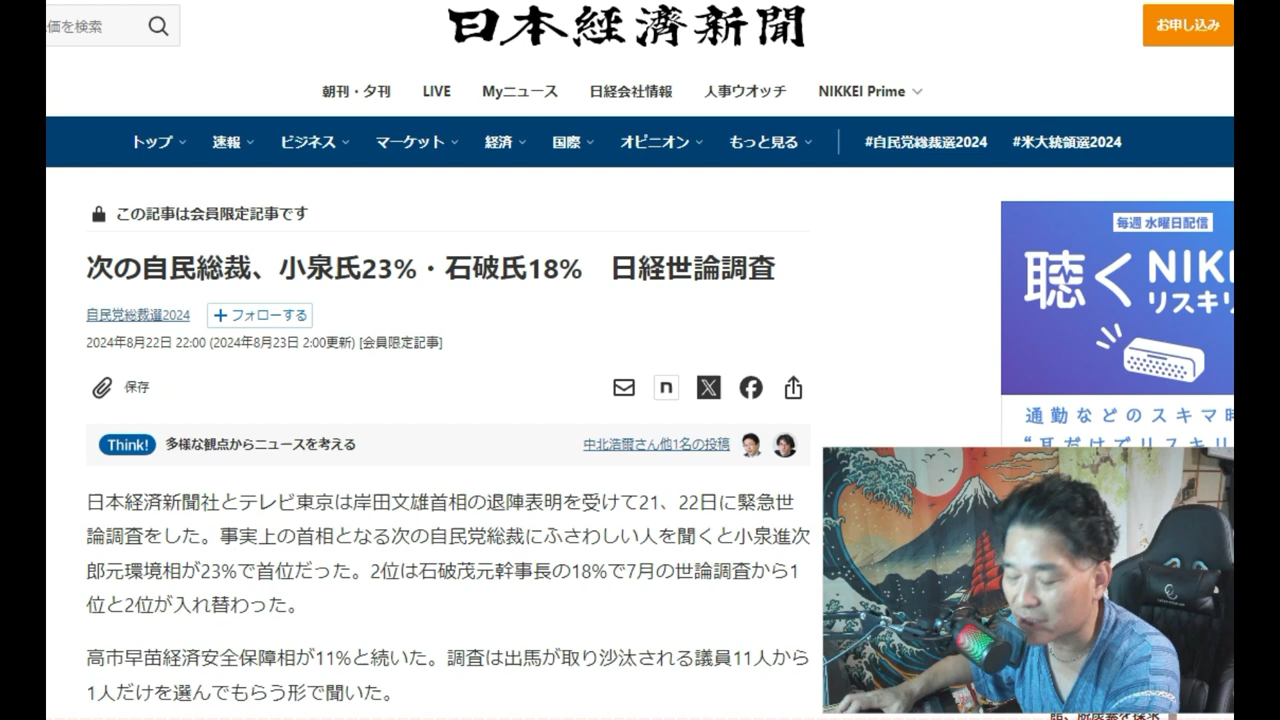 価を検索
日本経済新聞
お申し込み
朝刊・夕刊 LIVE Myニュース 日経会社情報 人事ウオッチ NIKKEI Prime
トップ 速報 ビジネス マーケット 経済 国際 オピニオン もっと見る #自民党総裁選2024 #米大統領選2024
この記事は会員限定記事です
次の自民総裁、小泉氏23%・石破氏18% 日経世論調査
自民党総裁選2024 +フォローする
2024年8月22日 22:00 (2024年8月23日 2:00更新) [会員限定記事]
保存
Think! 多様な観点からニュースを考える 中北浩爾さん他1名の投稿
日本経済新聞社とテレビ東京は岸田文雄首相の退陣表明を受けて21、22日に緊急世
論調査をした。事実上の首相となる次の自民党総裁にふさわしい人を聞くと小泉進次
郎元環境相が23%で首位だった。2位は石破茂元幹事長の18%で7月の世論調査から1
位と2位が入れ替わった。
高市早苗経済安全保障相が11%と続いた。調査は出馬が取り沙汰される議員11人から
1人だけを選んでもらう形で聞いた。
毎週 水曜日配信
聴く NIK
リスキリ
通勤などのスキマ時
“耳だけでリスキリ